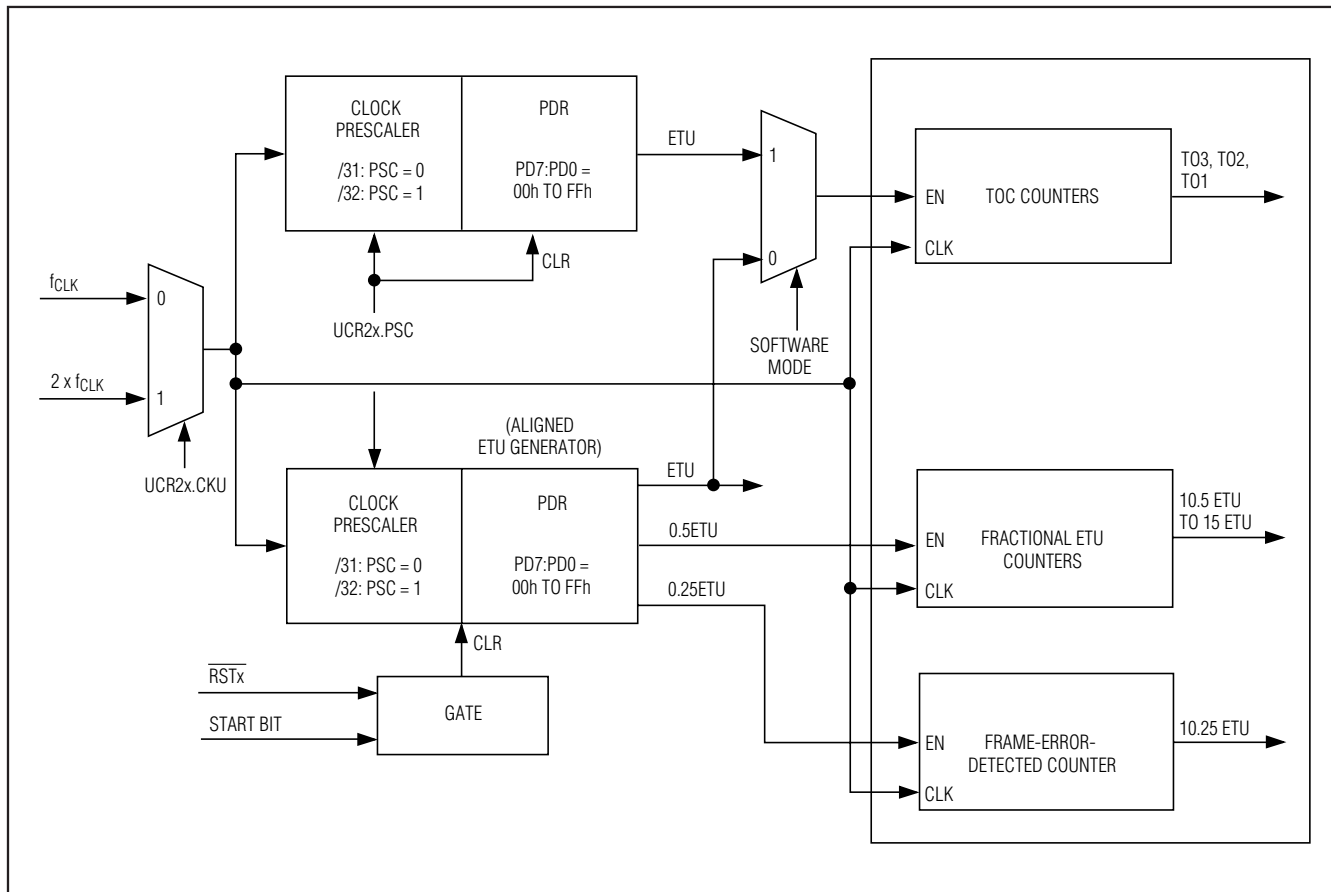 CLOCK
PRESCALER
/31: PSC = 0
/32: PSC = 1
PDR
PD7:PD0 =
00h TO FFh
ETU
CLR
UCR2x.PSC
1
0
SOFTWARE
MODE
EN
CLK
TOC COUNTERS
TO3, TO2,
TO1
fCLK
2 x fCLK
0
1
UCR2x.CKU
(ALIGNED
ETU GENERATOR)
CLOCK
PRESCALER
/31: PSC = 0
/32: PSC = 1
PDR
PD7:PD0 =
00h TO FFh
ETU
0.5ETU
0.25ETU
CLR
RSTx
START BIT
GATE
EN
CLK
FRACTIONAL ETU
COUNTERS
10.5 ETU
TO 15 ETU
EN
CLK
FRAME-ERROR-
DETECTED COUNTER
10.25 ETU